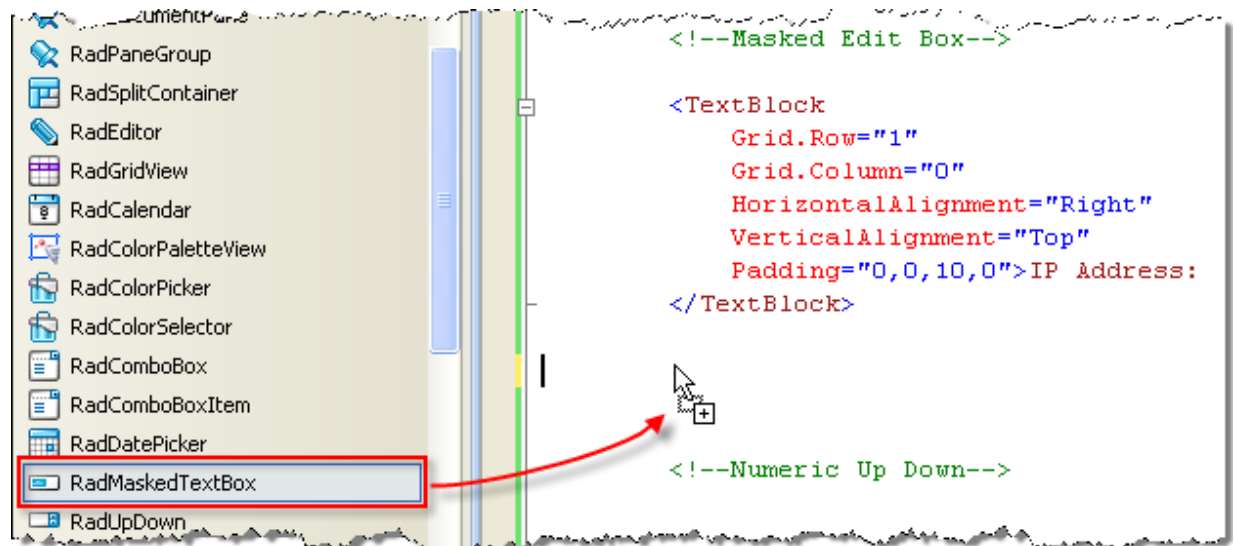 RadPaneGroup
RadSplitContainer
RadEditor
RadGridView
RadCalendar
RadColorPaletteView
RadColorPicker
RadColorSelector
RadComboBox
RadComboBoxItem
RadDatePicker
RadMaskedTextBox
RadUpDown
<!--Masked Edit Box-->
<TextBlock
Grid.Row="1"
Grid.Column="0"
HorizontalAlignment="Right"
VerticalAlignment="Top"
Padding="0,0,10,0">IP Address:
</TextBlock>
<!--Numeric Up Down-->